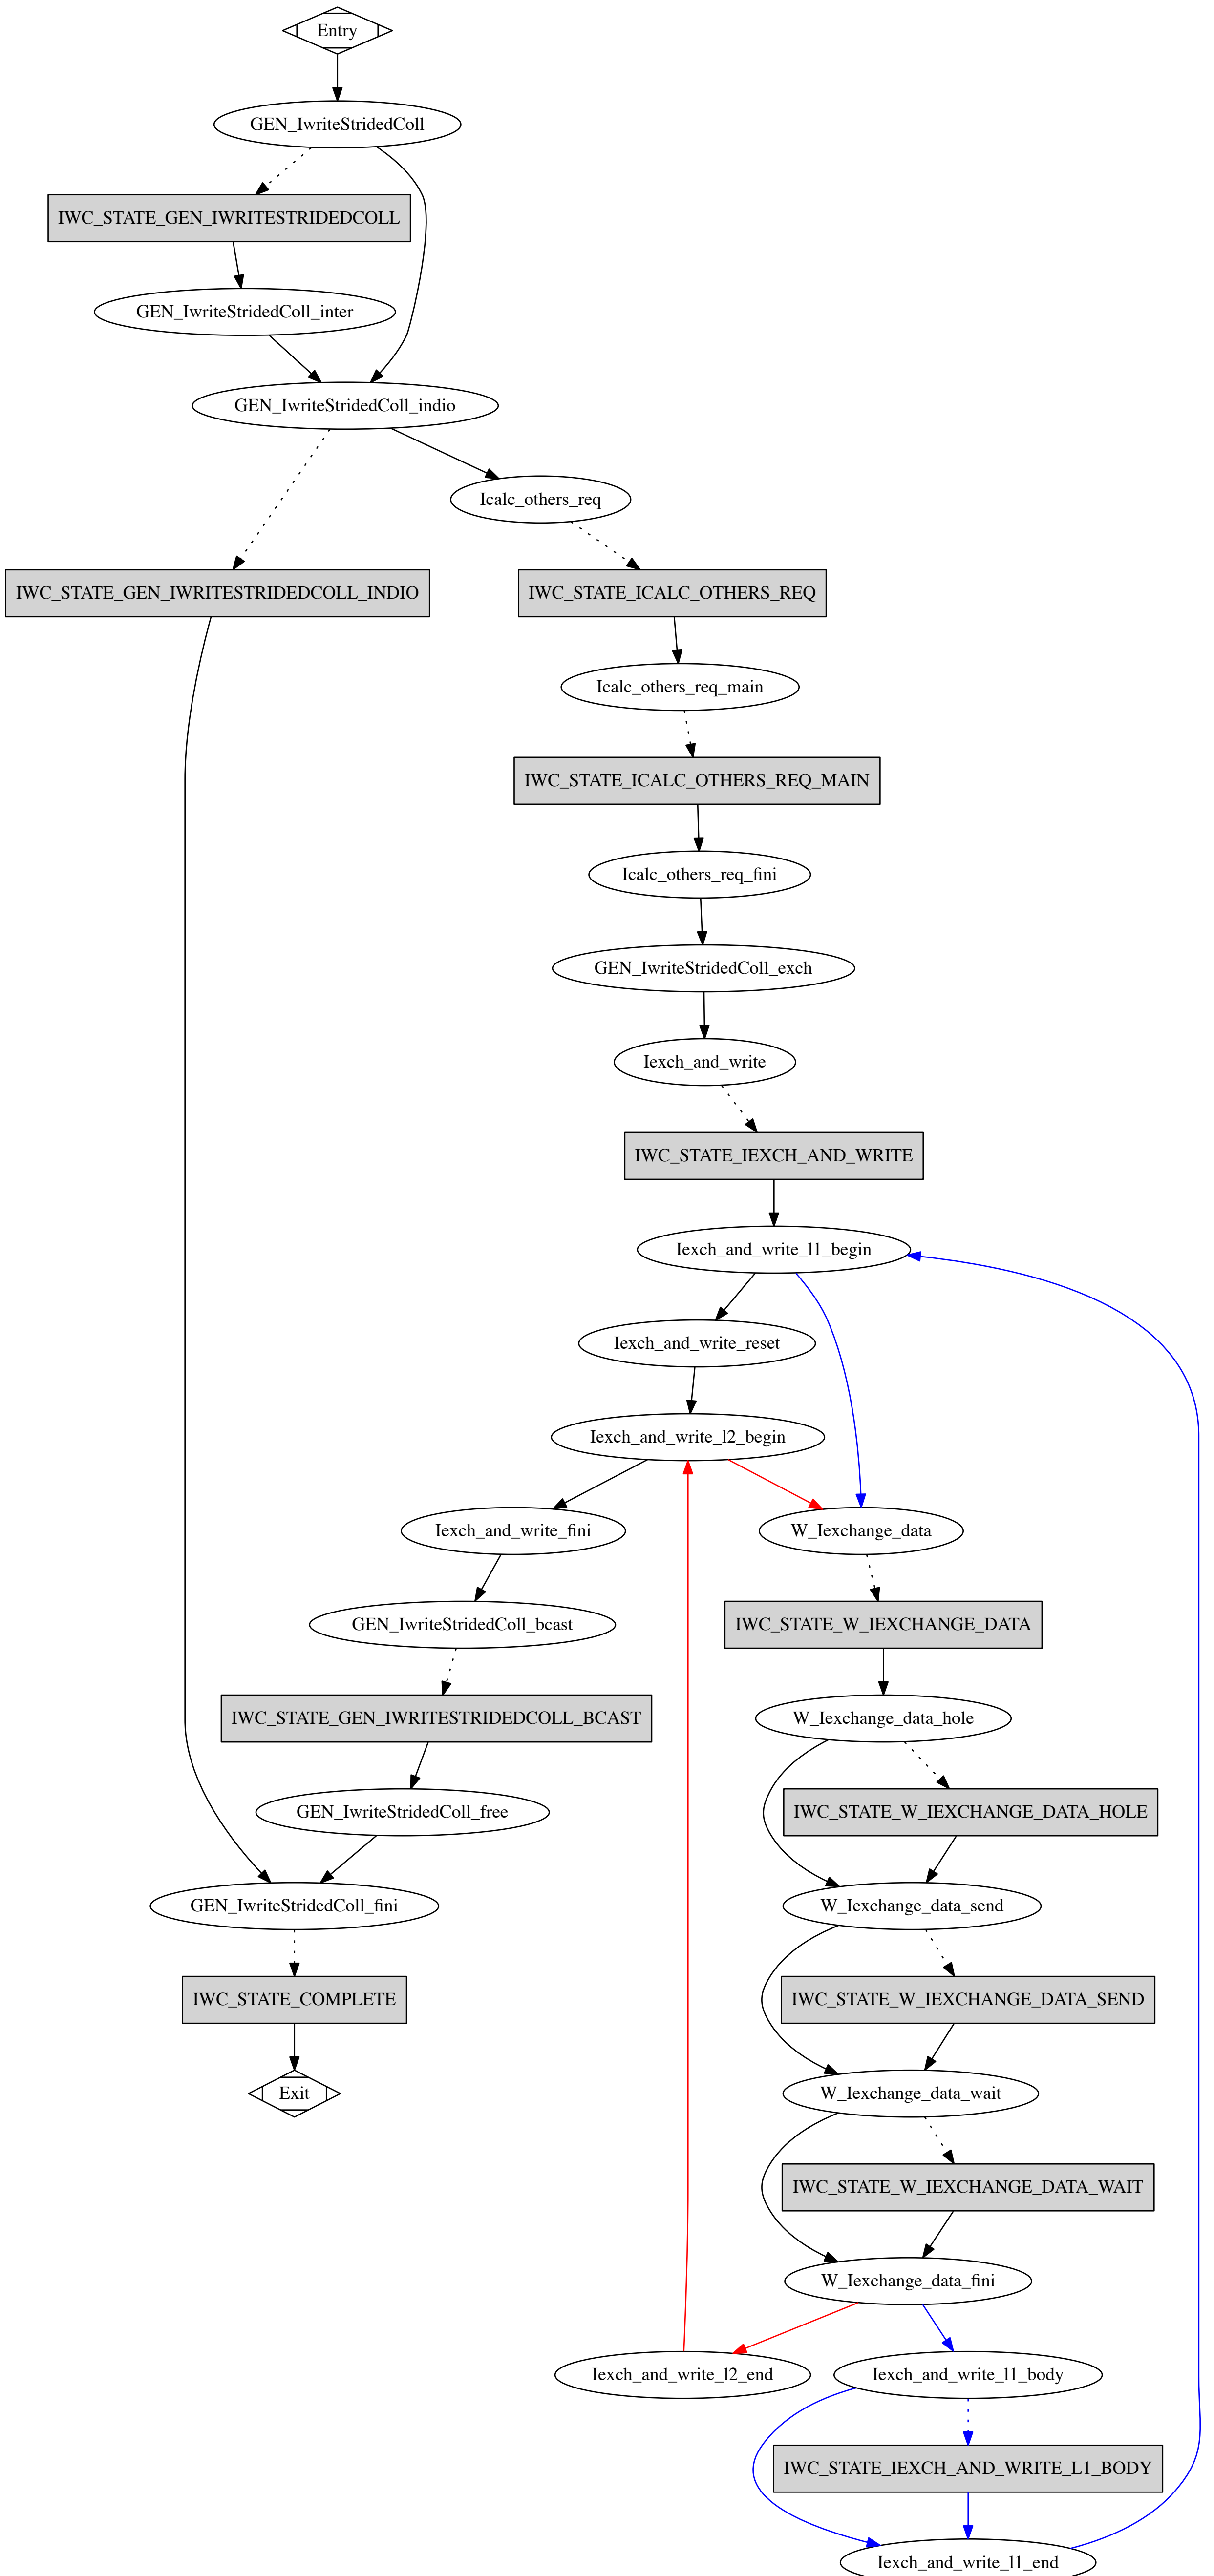 Entry
GEN_IwriteStridedColl
IWC_STATE_GEN_IWRITESTRIDEDCOLL
GEN_IwriteStridedColl_inter
GEN_IwriteStridedColl_indio
Icalc_others_req
IWC_STATE_GEN_IWRITESTRIDEDCOLL_INDIO
IWC_STATE_ICALC_OTHERS_REQ
Icalc_others_req_main
IWC_STATE_ICALC_OTHERS_REQ_MAIN
Icalc_others_req_fini
GEN_IwriteStridedColl_exch
Iexch_and_write
IWC_STATE_IEXCH_AND_WRITE
Iexch_and_write_l1_begin
Iexch_and_write_reset
Iexch_and_write_l2_begin
Iexch_and_write_fini
W_Iexchange_data
GEN_IwriteStridedColl_bcast
IWC_STATE_W_IEXCHANGE_DATA
IWC_STATE_GEN_IWRITESTRIDEDCOLL_BCAST
W_Iexchange_data_hole
GEN_IwriteStridedColl_free
IWC_STATE_W_IEXCHANGE_DATA_HOLE
GEN_IwriteStridedColl_fini
W_Iexchange_data_send
IWC_STATE_COMPLETE
IWC_STATE_W_IEXCHANGE_DATA_SEND
Exit
W_Iexchange_data_wait
IWC_STATE_W_IEXCHANGE_DATA_WAIT
W_Iexchange_data_fini
Iexch_and_write_l2_end
Iexch_and_write_l1_body
IWC_STATE_IEXCH_AND_WRITE_L1_BODY
Iexch_and_write_l1_end